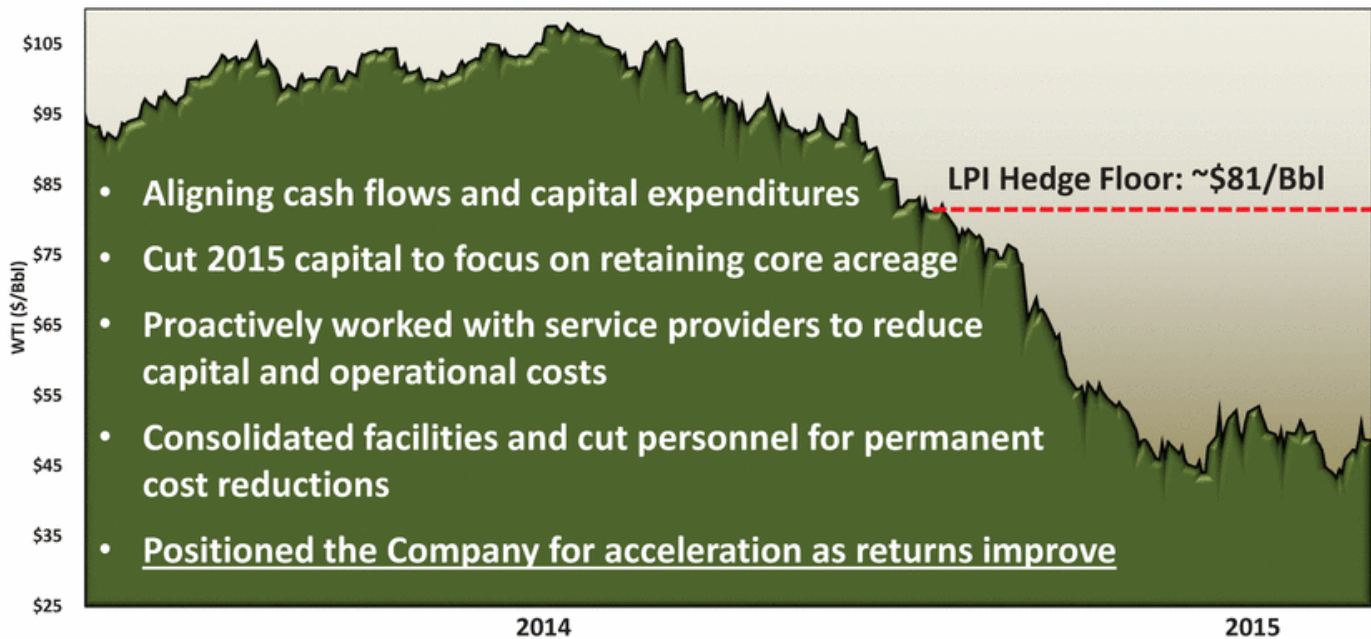 $105
$95
$85
$75
$65
$55
$45
$35
$25
WTI ($/Bbl)
LPI Hedge Floor: ~$81/Bbl
• Aligning cash flows and capital expenditures
• Cut 2015 capital to focus on retaining core acreage
• Proactively worked with service providers to reduce
capital and operational costs
• Consolidated facilities and cut personnel for permanent
cost reductions
• Positioned the Company for acceleration as returns improve
2014
2015